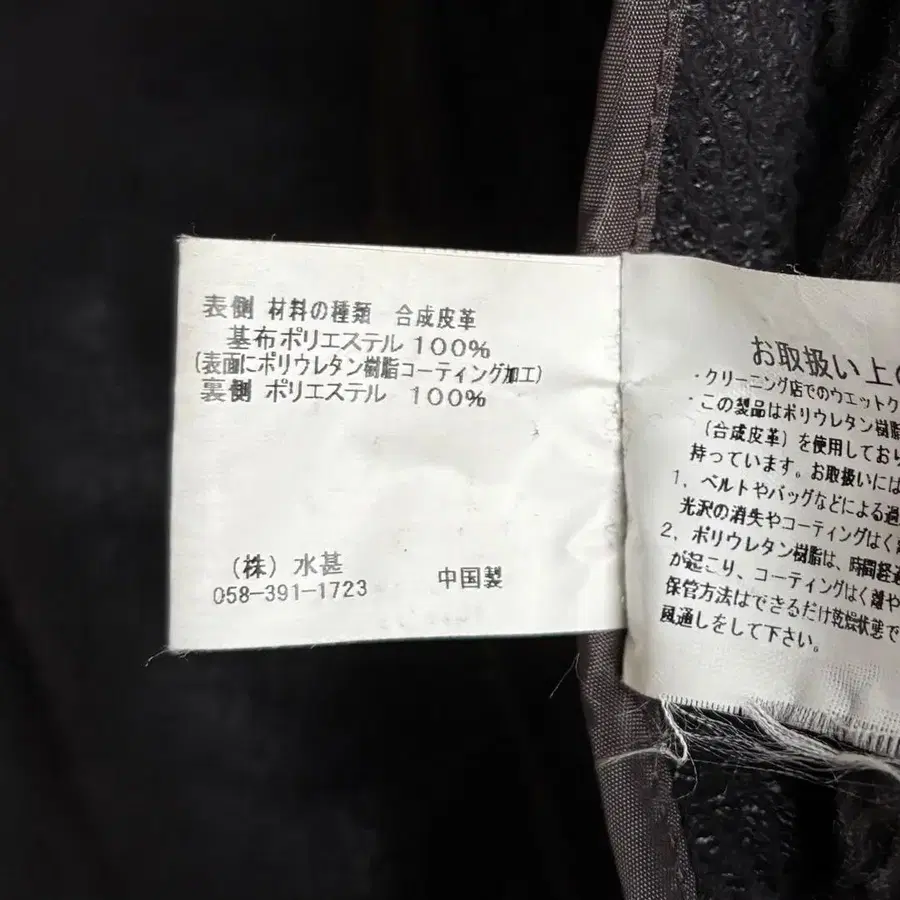 表側 材料の種類 合成皮革
基布ポリエステル 100%
(表面にポリウレタン樹脂コーティング加工)
裏側 ポリエステル 100%
(株) 水甚
058-391-1723
中国製
お取扱い上の
・クリーニング店でのウエットク
・この製品はポリウレタン樹脂
(合成皮革) を使用しておら
持っています。お取扱いには
1、ベルトやバッグなどによる過
光沢の消失やコーティングはく
2、ポリウレタン樹脂は、時間経過
が起こり、コーティングはく離や
保管方法はできるだけ乾燥状態で
風通しをして下さい。